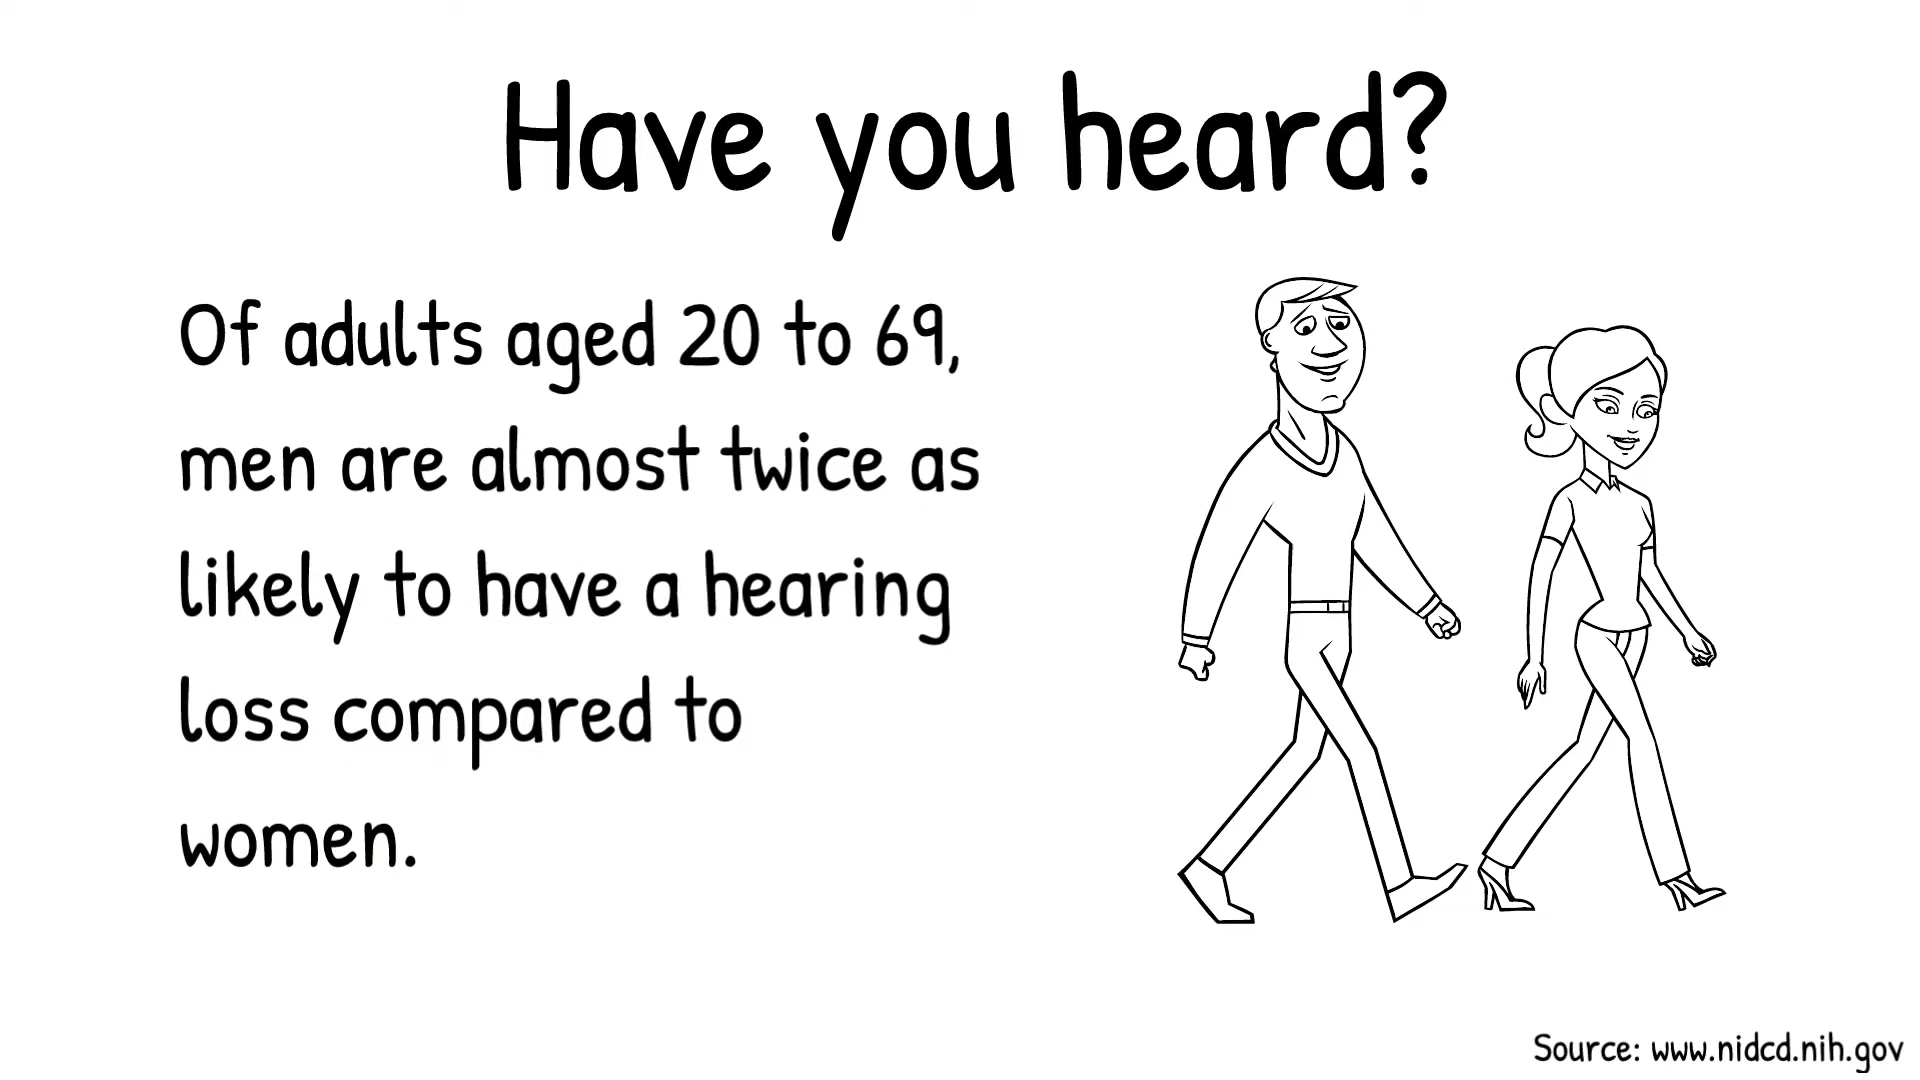 Have you heard?
Of adults aged 20 to 69,
men are almost twice as
likely to have a hearing
loss compared to
women.
Source: www.nidcd.nih.gov